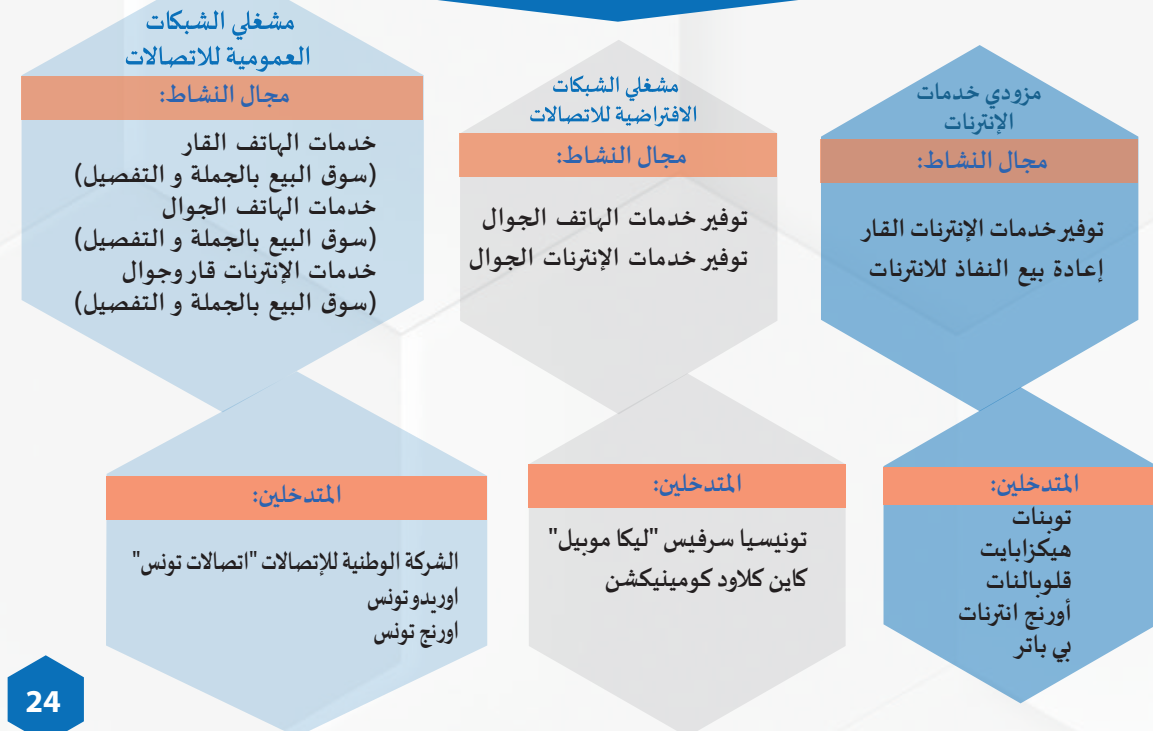 مزودي خدمات
الإنترنات
مجال النشاط:
توفير خدمات الإنترنات القار
إعادة بيع النفاذ للانترنات
المتدخلين:
توبنات
هيكزابايت
قلوبالنات
أورنج انترنات
بي باتر
مشغلي الشبكات
الافتراضية للاتصالات
مجال النشاط:
توفير خدمات الهاتف الجوال
توفير خدمات الإنترنات الجوال
المتدخلين:
تونيسيا سرفيس "ليكا موبيل"
كاين كلاود كومينيكشن
مشغلي الشبكات
العمومية للاتصالات
مجال النشاط:
خدمات الهاتف القار
(سوق البيع بالجملة و التفصيل)
خدمات الهاتف الجوال
(سوق البيع بالجملة و التفصيل)
خدمات الإنترنات قار وجوال
(سوق البيع بالجملة و التفصيل)
المتدخلين:
الشركة الوطنية للإتصالات "اتصالات تونس"
اوريدو تونس
اورنج تونس
24